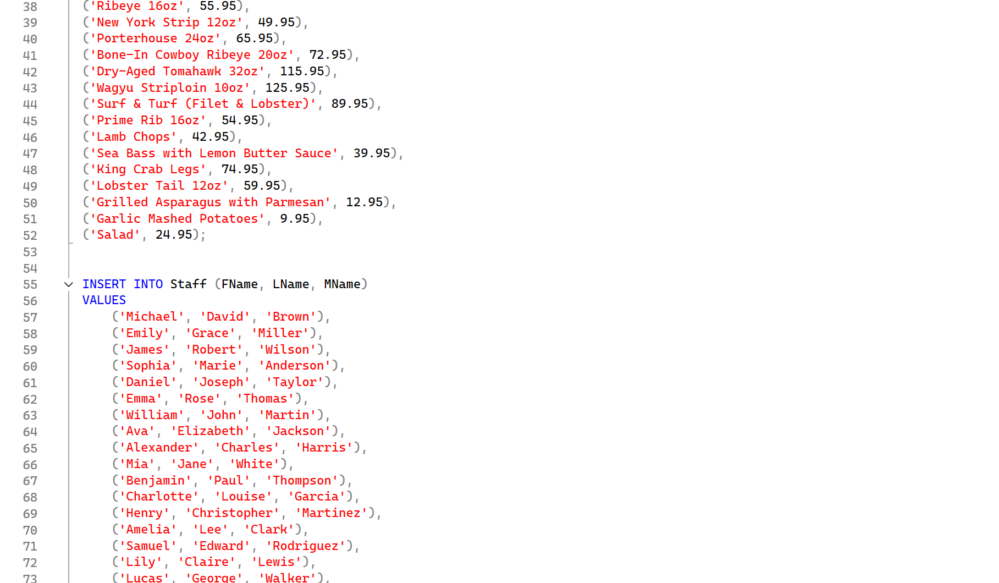 38 ('Ribeye 16oz', 55.95),
39 ('New York Strip 12oz', 49.95),
40 ('Porterhouse 24oz', 65.95),
41 ('Bone-In Cowboy Ribeye 20oz', 72.95),
42 ('Dry-Aged Tomahawk 32oz', 115.95),
43 ('Wagyu Striploin 10oz', 125.95),
44 ('Surf & Turf (Filet & Lobster)', 89.95),
45 ('Prime Rib 16oz', 54.95),
46 ('Lamb Chops', 42.95),
47 ('Sea Bass with Lemon Butter Sauce', 39.95),
48 ('King Crab Legs', 74.95),
49 ('Lobster Tail 12oz', 59.95),
50 ('Grilled Asparagus with Parmesan', 12.95),
51 ('Garlic Mashed Potatoes', 9.95),
52 ('Salad', 24.95);
53
54
55 INSERT INTO Staff (FName, LName, MName)
56 VALUES
57 ('Michael', 'David', 'Brown'),
58 ('Emily', 'Grace', 'Miller'),
59 ('James', 'Robert', 'Wilson'),
60 ('Sophia', 'Marie', 'Anderson'),
61 ('Daniel', 'Joseph', 'Taylor'),
62 ('Emma', 'Rose', 'Thomas'),
63 ('William', 'John', 'Martin'),
64 ('Ava', 'Elizabeth', 'Jackson'),
65 ('Alexander', 'Charles', 'Harris'),
66 ('Mia', 'Jane', 'White'),
67 ('Benjamin', 'Paul', 'Thompson'),
68 ('Charlotte', 'Louise', 'Garcia'),
69 ('Henry', 'Christopher', 'Martinez'),
70 ('Amelia', 'Lee', 'Clark'),
71 ('Samuel', 'Edward', 'Rodriguez'),
72 ('Lily', 'Claire', 'Lewis'),
73 ('Lucas', 'George', 'Walker'),